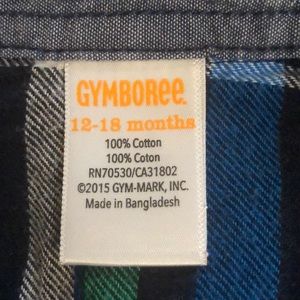 GYMBOREE
12-18 months
100% Cotton
100% Coton
RN70530/CA31802
©2015 GYM-MARK, INC.
Made in Bangladesh